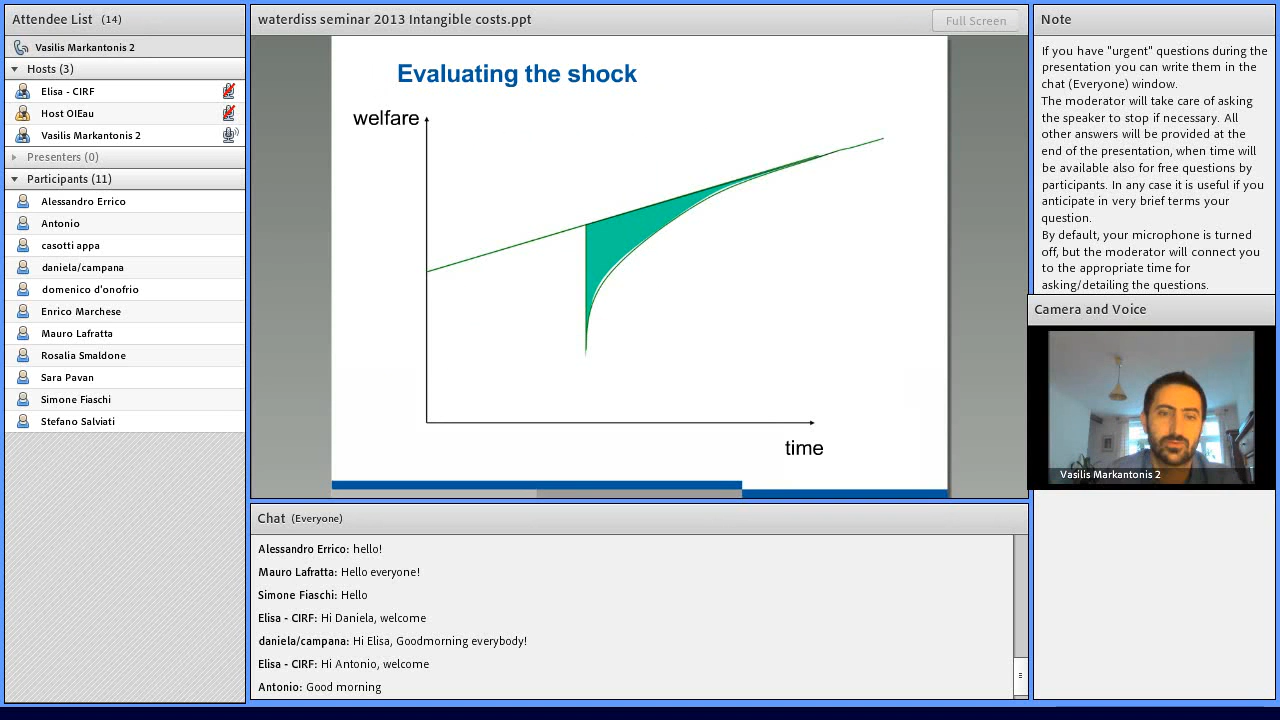 Attendee List (14)
Vasilis Markantonis 2
Hosts (3)
Elisa - CIRF
Host OIEau
Vasilis Markantonis 2
Presenters (0)
Participants (11)
Alessandro Errico
Antonio
casotti appa
daniela/campana
domenico d'onofrio
Enrico Marchese
Mauro Lafratta
Rosalia Smaldone
Sara Pavan
Simone Fiaschi
Stefano Salviati
waterdiss seminar 2013 Intangible costs.ppt
Full Screen
Evaluating the shock
welfare
time
Chat (Everyone)
Alessandro Errico: hello!
Mauro Lafratta: Hello everyone!
Simone Fiaschi: Hello
Elisa - CIRF: Hi Daniela, welcome
daniela/campana: Hi Elisa, Goodmorning everybody!
Elisa - CIRF: Hi Antonio, welcome
Antonio: Good morning
Note
If you have "urgent" questions during the
presentation you can write them in the
chat (Everyone) window.
The moderator will take care of asking
the speaker to stop if necessary. All
other answers will be provided at the
end of the presentation, when time will
be available also for free questions by
participants. In any case it is useful if you
anticipate in very brief terms your
question.
By default, your microphone is turned
off, but the moderator will connect you
to the appropriate time for
asking/detailing the questions.
Camera and Voice
Vasilis Markantonis 2